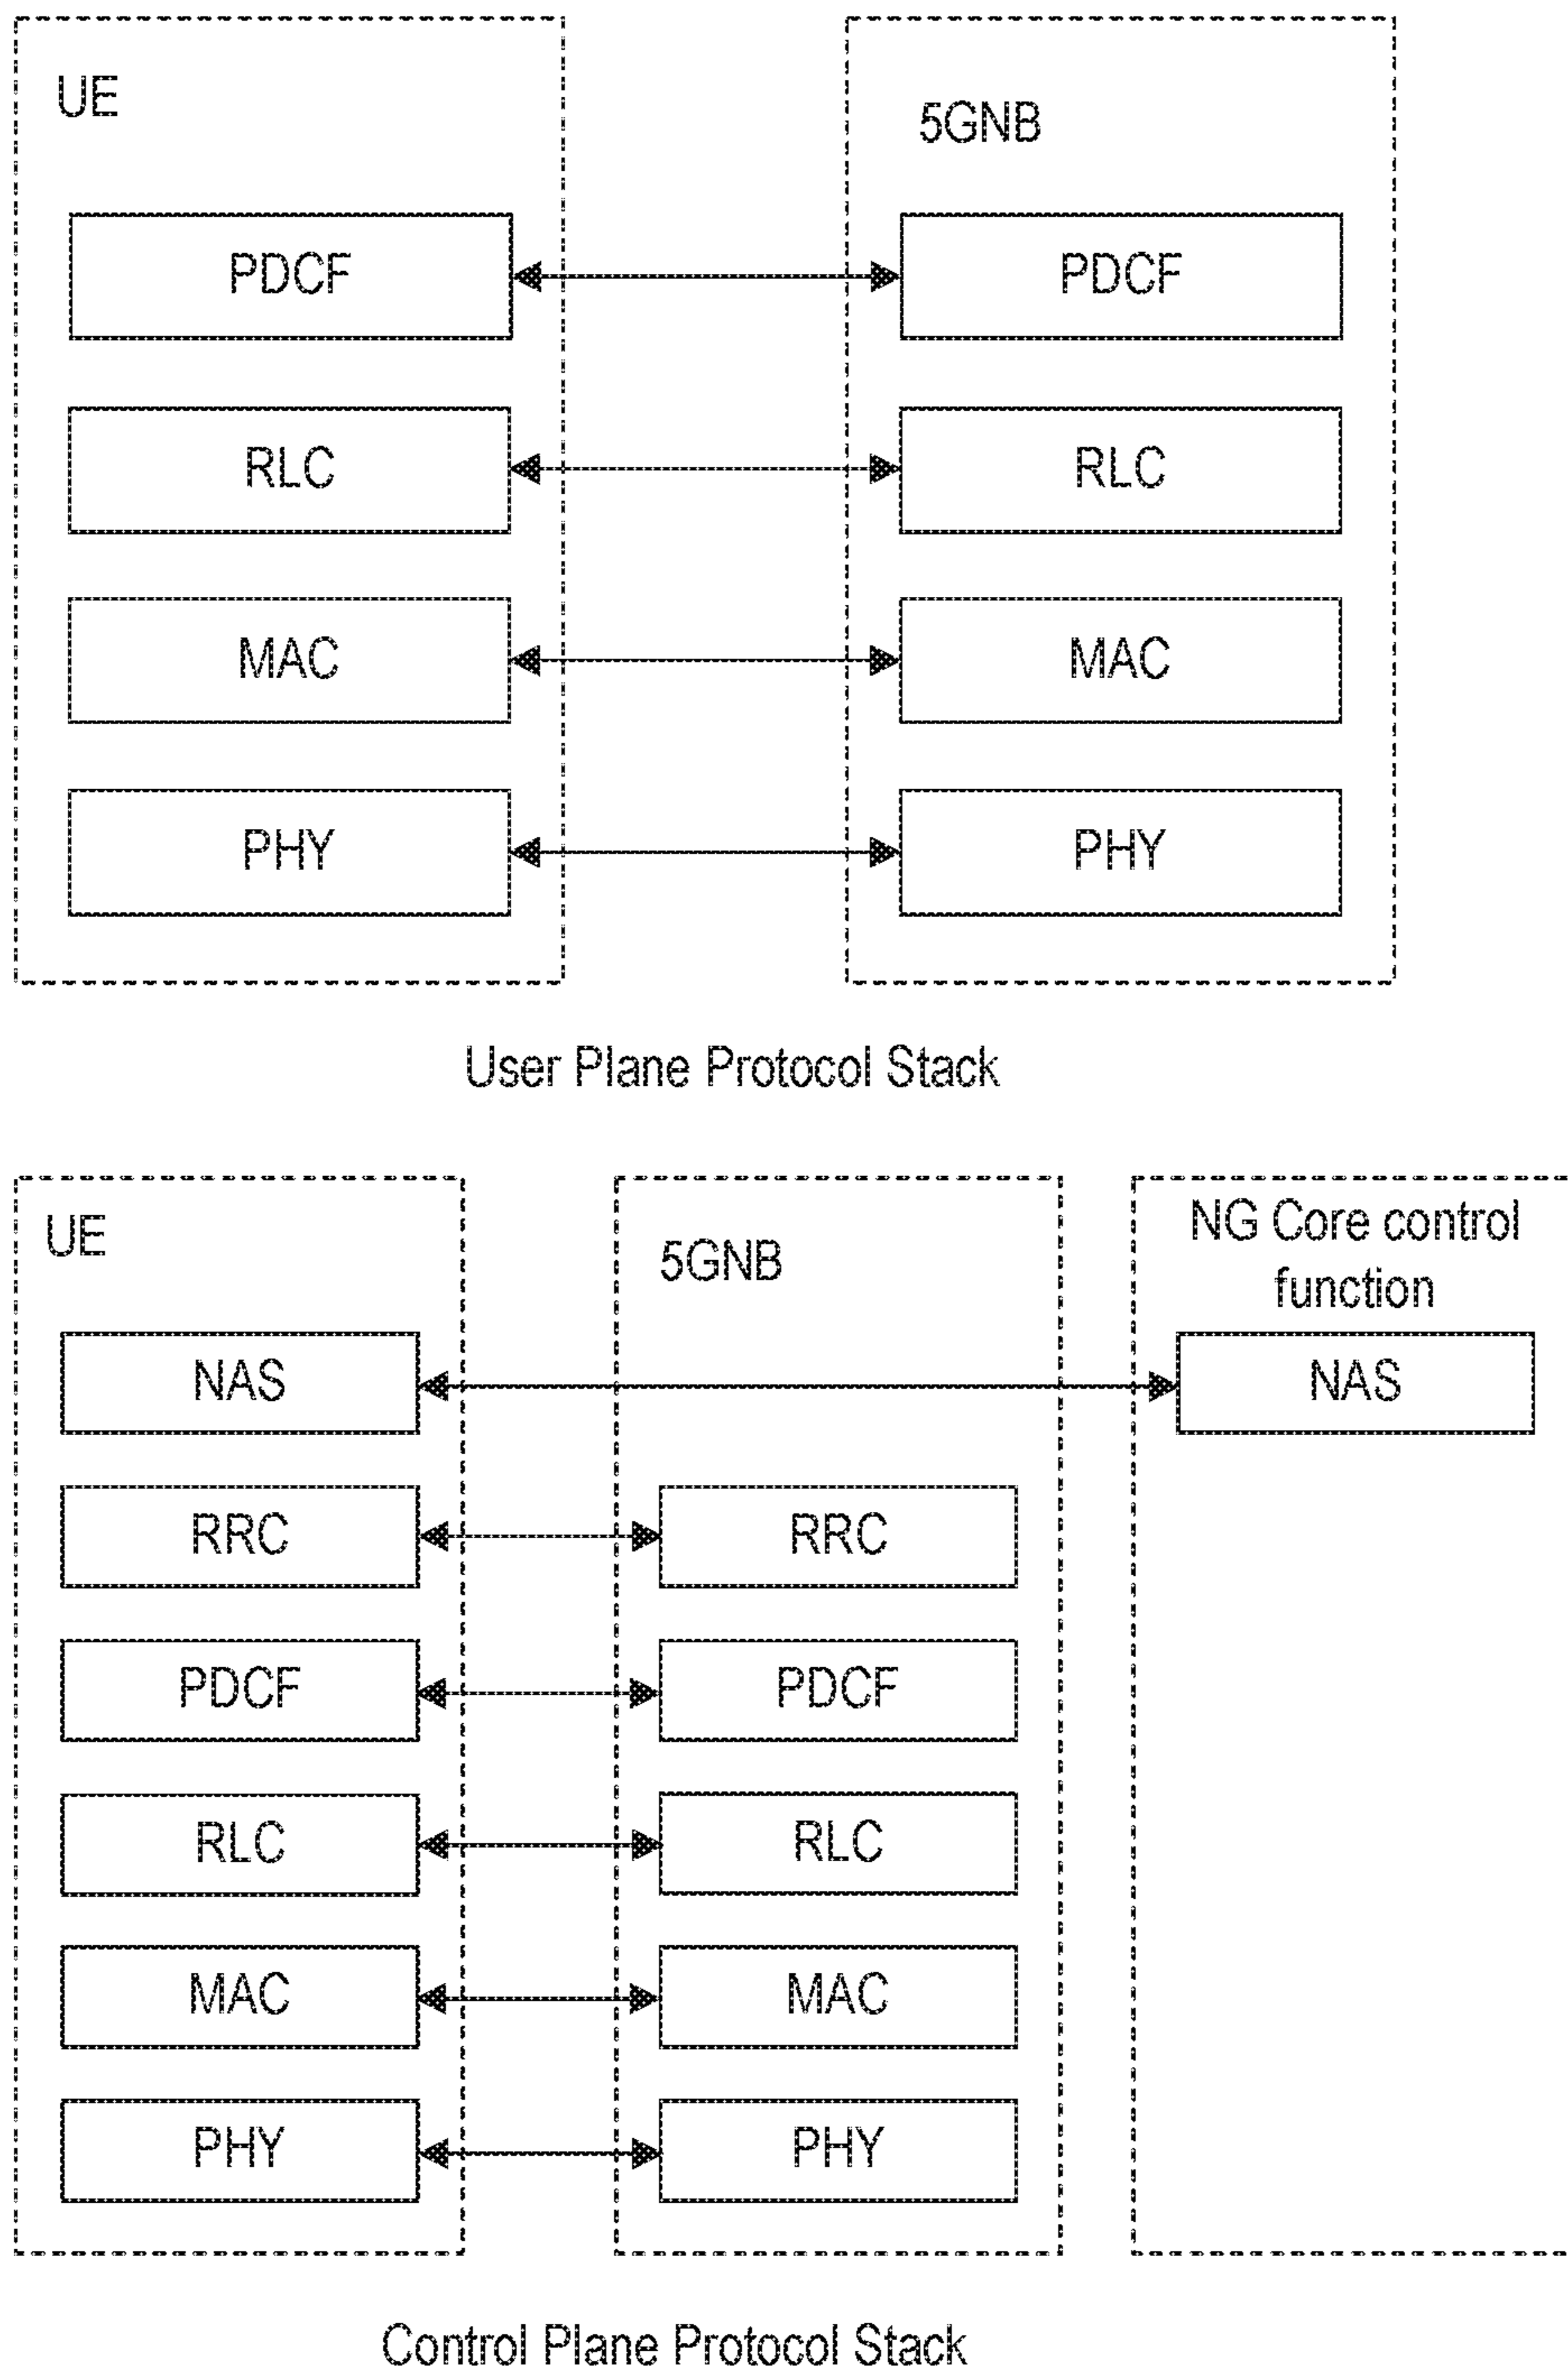 UE
5GNB
PDCF
PDCF
RLC
RLC
MAC
MAC
PHY
PHY
User Plane Protocol Stack
UE
5GNB
NG Core control
function
NAS
NAS
RRC
RRC
PDCF
PDCF
RLC
RLC
MAC
MAC
PHY
PHY
Control Plane Protocol Stack